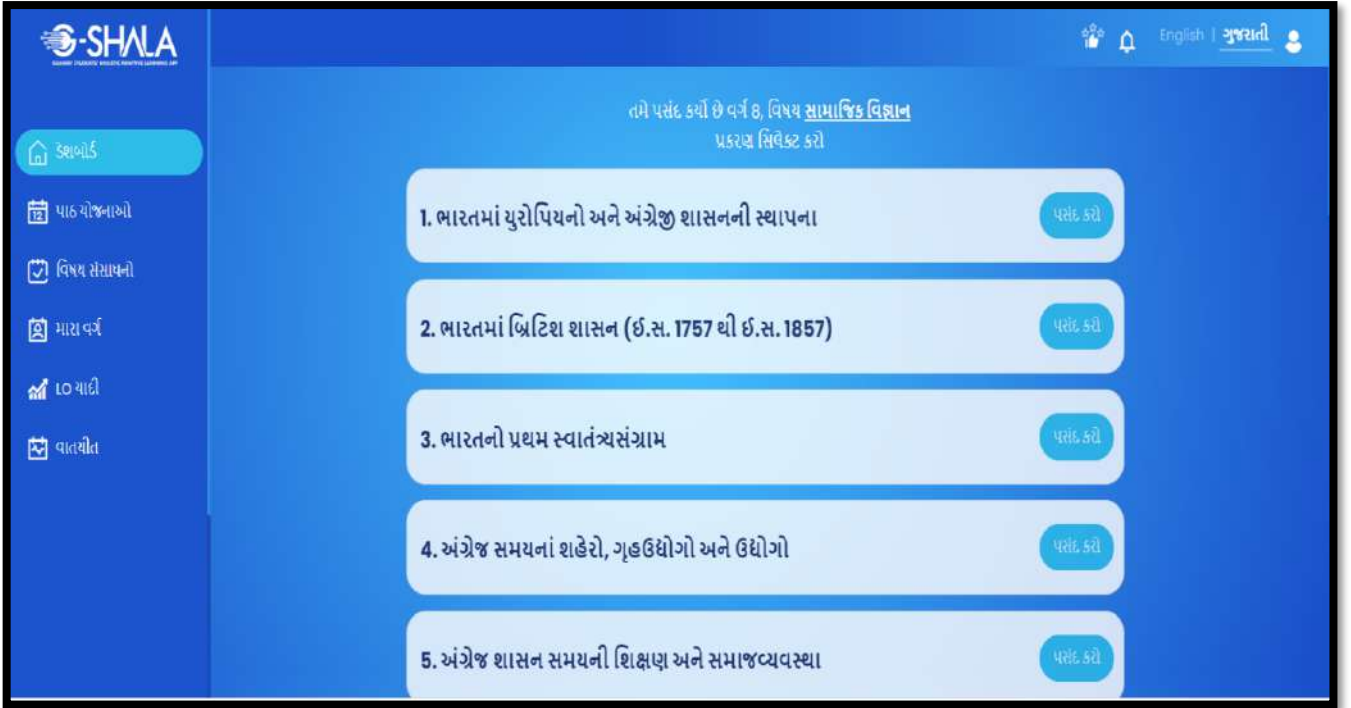 G-SHALA
English | ગુજરાતી
તમે પસંદ કર્યો છે વર્ગ 8, વિષય સામાજિક વિજ્ઞાન
પ્રકરણ સિલેક્ટ કરો
ડેશબોર્ડ
પાઠ યોજનાઓ
વિષય સંસાધનો
મારા વર્ગ
LO યાદી
વાતચીત
1. ભારતમાં યુરોપિયનો અને અંગ્રેજી શાસનની સ્થાપના
પસંદ કરો
2. ભારતમાં બ્રિટિશ શાસન (ઈ.સ. 1757 થી ઈ.સ. 1857)
પસંદ કરો
3. ભારતનો પ્રથમ સ્વાતંત્ર્યસંગ્રામ
પસંદ કરો
4. અંગ્રેજ સમયનાં શહેરો, ગૃહઉદ્યોગો અને ઉદ્યોગો
પસંદ કરો
5. અંગ્રેજ શાસન સમયની શિક્ષણ અને સમાજવ્યવસ્થા
પસંદ કરો